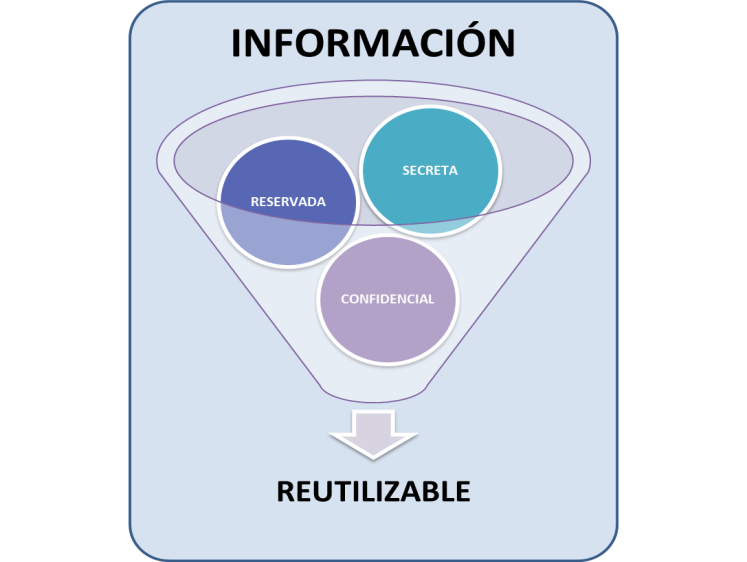 INFORMACIÓN
SECRETA
RESERVADA
CONFIDENCIAL
REUTILIZABLE